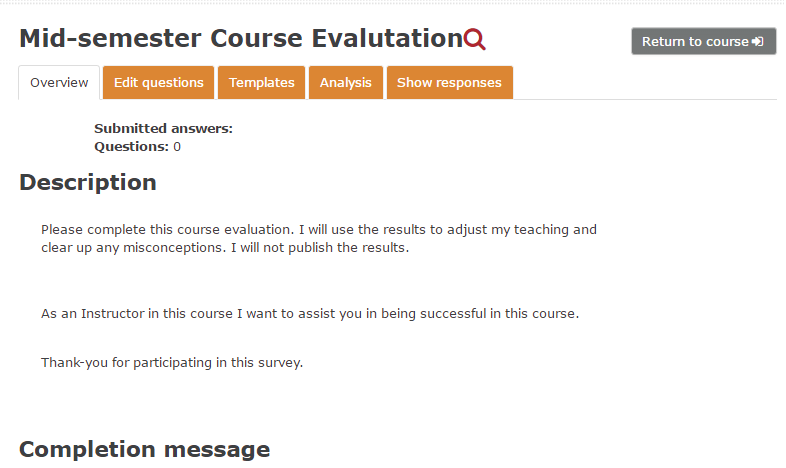 Mid-semester Course Evalutation
Return to course
Overview
Edit questions
Templates
Analysis
Show responses
Submitted answers:
Questions: 0
Description
Please complete this course evaluation. I will use the results to adjust my teaching and
clear up any misconceptions. I will not publish the results.
As an Instructor in this course I want to assist you in being successful in this course.
Thank-you for participating in this survey.
Completion message